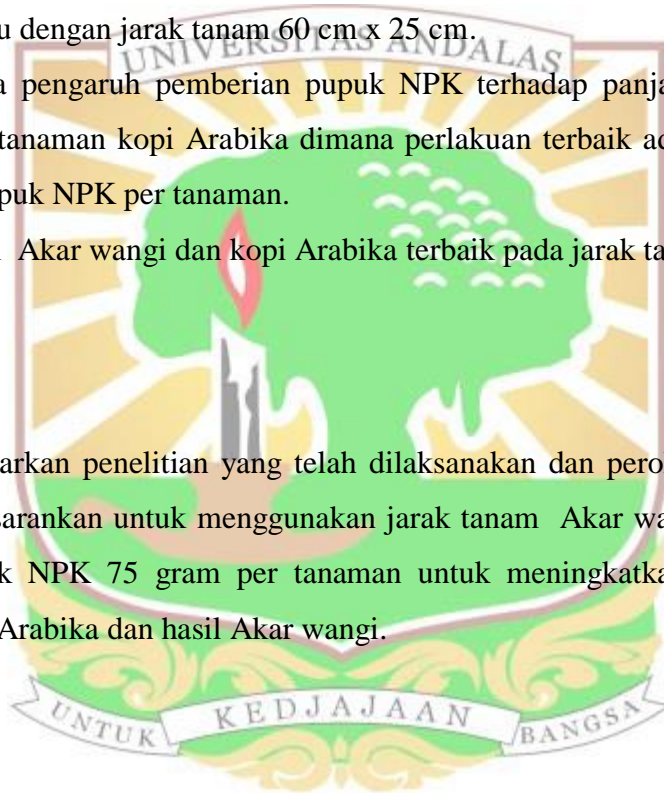 u dengan jarak tanam 60 cm x 25 cm.
UNIVERSITAS ANDALAS
pengaruh pemberian pupuk NPK terhadap panja
tanaman kopi Arabika dimana perlakuan terbaik ad
puk NPK per tanaman.
Akar wangi dan kopi Arabika terbaik pada jarak ta
arkan penelitian yang telah dilaksanakan dan pero
sarankan untuk menggunakan jarak tanam Akar wa
k NPK 75 gram per tanaman untuk meningkatka
Arabika dan hasil Akar wangi.
UNTUK KEDJAJAAN BANGSA